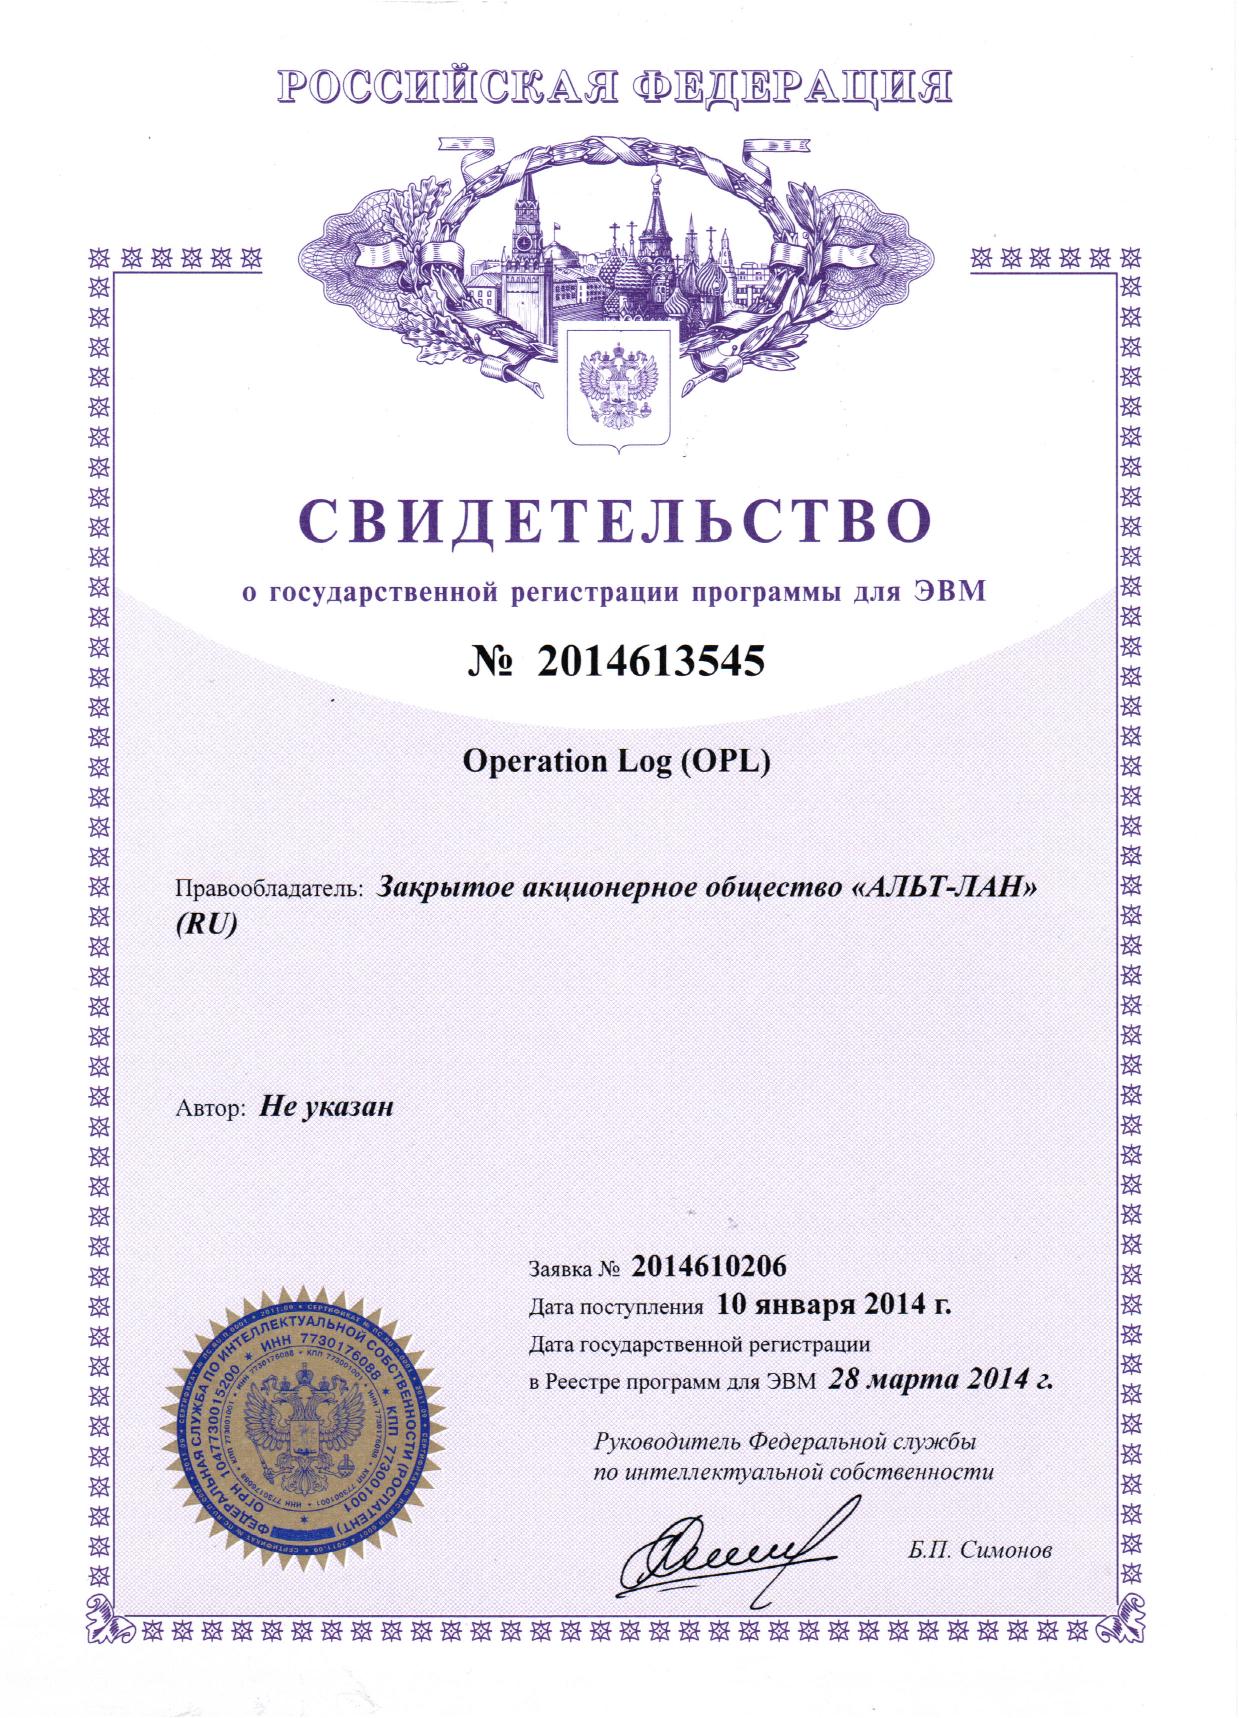 РОССИЙСКАЯ ФЕДЕРАЦИЯ
СВИДЕТЕЛЬСТВО
о государственной регистрации программы для ЭВМ
№ 2014613545
Operation Log (OPL)
Правообладатель: Закрытое акционерное общество «АЛЬТ-ЛАН»
(RU)
Автор: Не указан
Заявка № 2014610206
Дата поступления 10 января 2014 г.
Дата государственной регистрации
в Реестре программ для ЭВМ 28 марта 2014 г.
Руководитель Федеральной службы
по интеллектуальной собственности
Б.П. Симонов
ФЕДЕРАЛЬНАЯ СЛУЖБА ПО ИНТЕЛЛЕКТУАЛЬНОЙ СОБСТВЕННОСТИ (РОСПАТЕНТ)
ОГРН 1047730015200 * ИНН 7730176088 * КПП 773001001 *